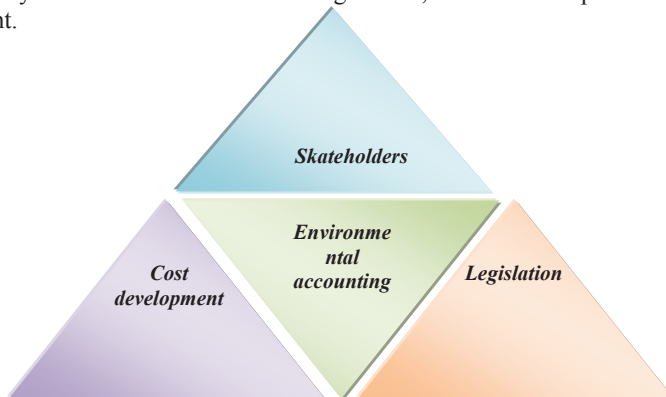 nt.
Skateholders
Environme
ntal
accounting
Cost
development
Legislation